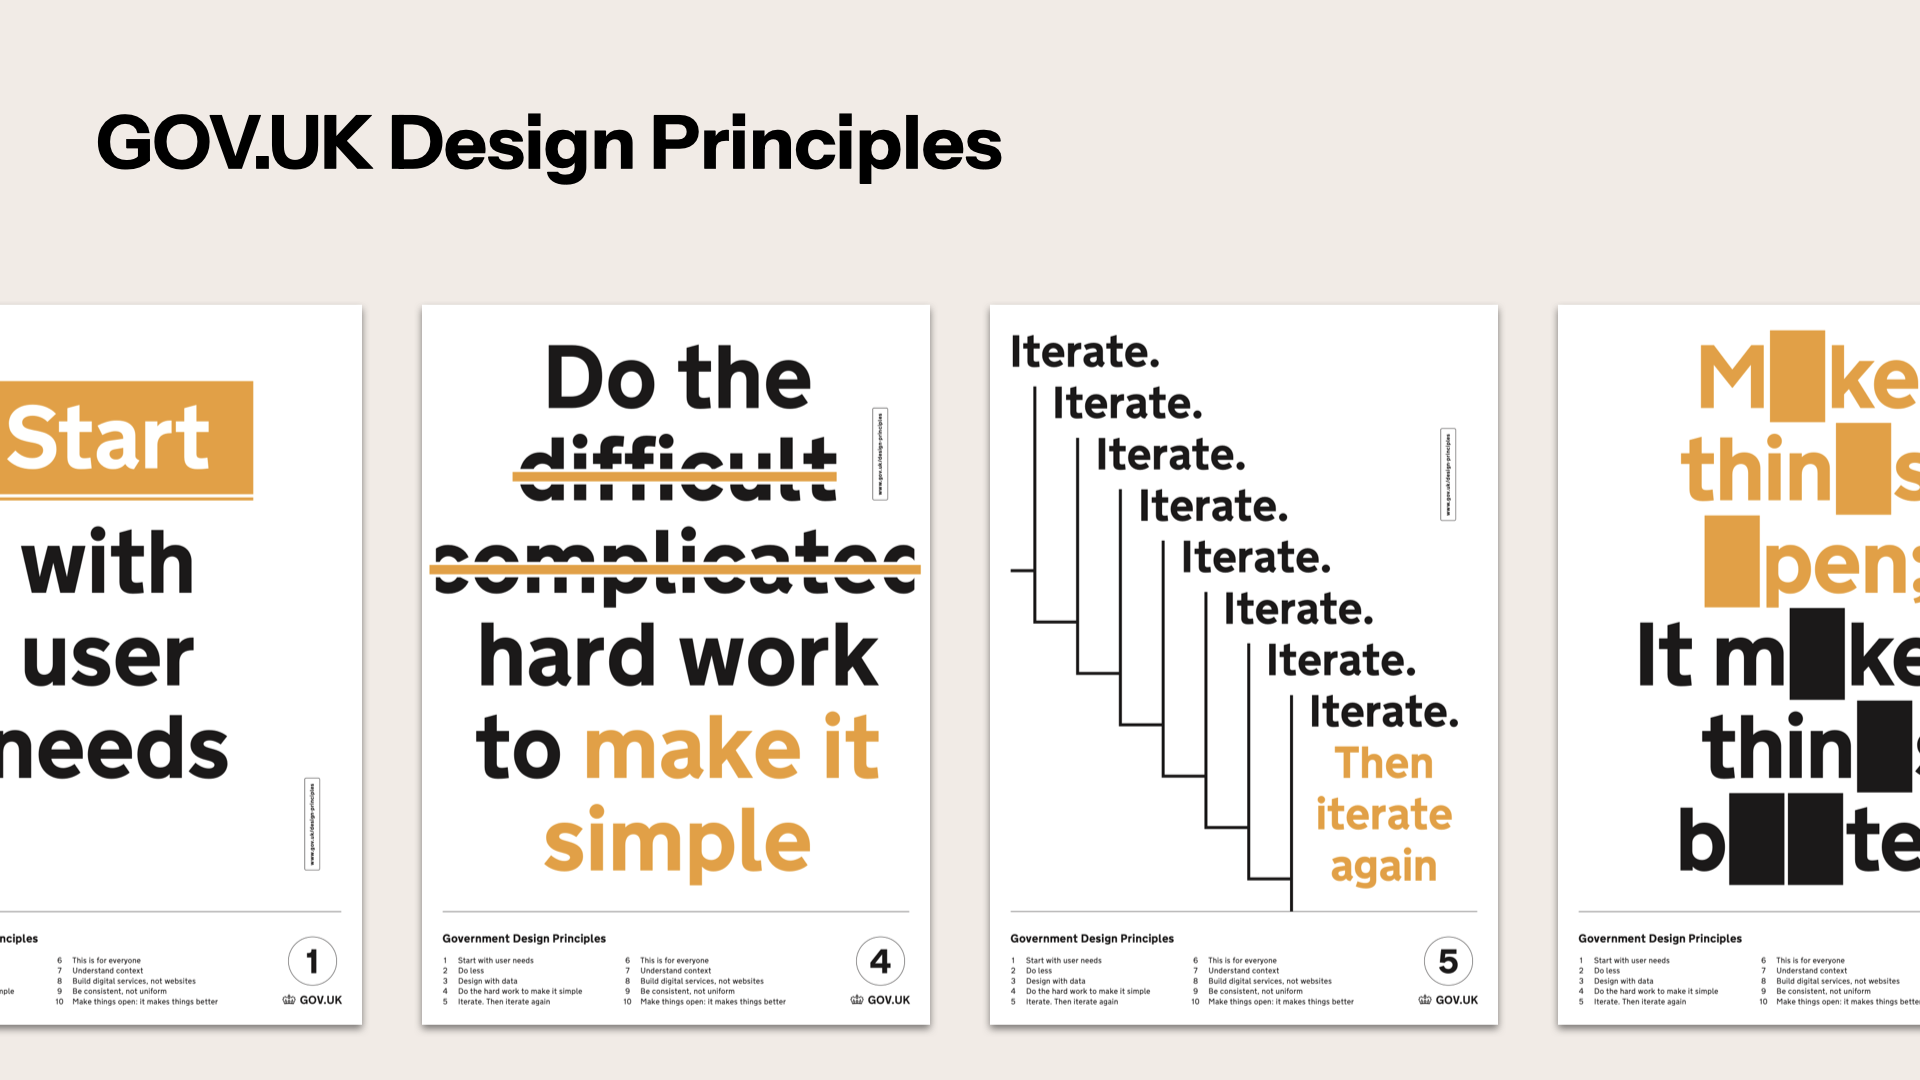 GOV.UK Design Principles
Start
with
user
needs
www.gov.uk/design-principles
nciples
mple
6 This is for everyone
7 Understand context
8 Build digital services, not websites
9 Be consistent, not uniform
10 Make things open: it makes things better
1
GOV.UK
Do the
difficult
complicated
hard work
to make it
simple
www.gov.uk/design-principles
Government Design Principles
1 Start with user needs
2 Do less
3 Design with data
4 Do the hard work to make it simple
5 Iterate. Then iterate again
6 This is for everyone
7 Understand context
8 Build digital services, not websites
9 Be consistent, not uniform
10 Make things open: it makes things better
4
GOV.UK
Iterate.
Iterate.
Iterate.
Iterate.
Iterate.
Iterate.
Iterate.
Iterate.
Then
iterate
again
www.gov.uk/design-principles
Government Design Principles
1 Start with user needs
2 Do less
3 Design with data
4 Do the hard work to make it simple
5 Iterate. Then iterate again
6 This is for everyone
7 Understand context
8 Build digital services, not websites
9 Be consistent, not uniform
10 Make things open: it makes things better
5
GOV.UK
M█ke
thin█s
█pen;
It m█ke
thin█s
b██te
Government Design Principles
1 Start with user needs
2 Do less
3 Design with data
4 Do the hard work to make it simple
5 Iterate. Then iterate again
6 This is for everyone
7 Understand context
8 Build digital services, not websites
9 Be consistent, not uniform
10 Make things open: it makes things bette